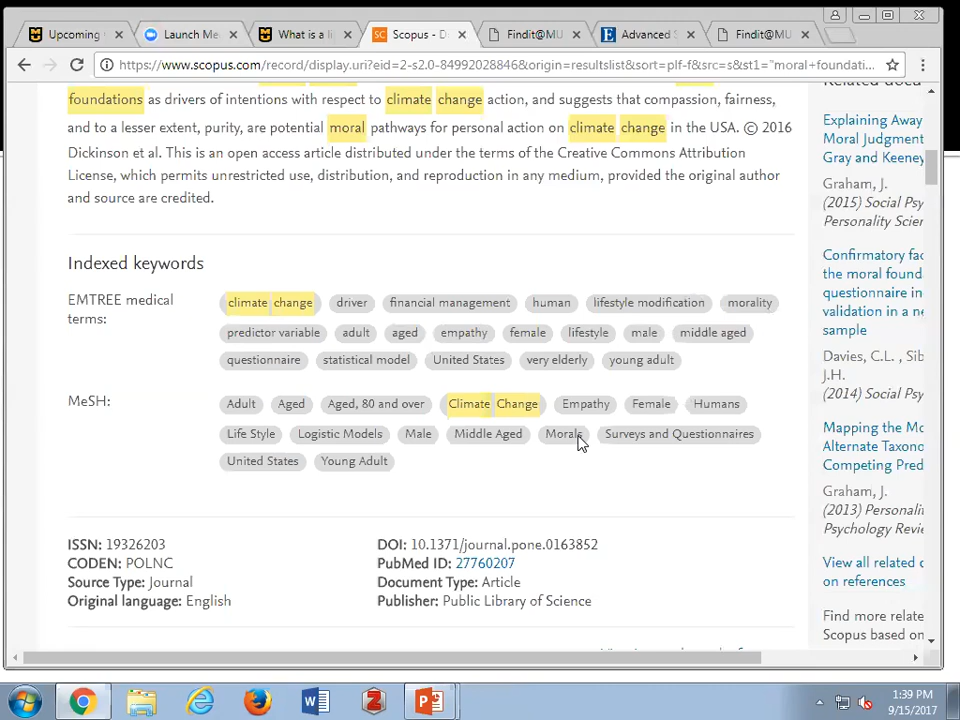 Upcoming
Launch Me
What is a li
Scopus - D
Findit@MU
Advanced S
Findit@MU
https://www.scopus.com/record/display.uri?eid=2-s2.0-84992028846&origin=resultslist&sort=plf-f&src=s&st1="moral+foundati...
foundations as drivers of intentions with respect to climate change action, and suggests that compassion, fairness,
and to a lesser extent, purity, are potential moral pathways for personal action on climate change in the USA. © 2016
Dickinson et al. This is an open access article distributed under the terms of the Creative Commons Attribution
License, which permits unrestricted use, distribution, and reproduction in any medium, provided the original author
and source are credited.
Indexed keywords
EMTREE medical terms:
climate change driver financial management human lifestyle modification morality
predictor variable adult aged empathy female lifestyle male middle aged
questionnaire statistical model United States very elderly young adult
MeSH:
Adult Aged Aged, 80 and over Climate Change Empathy Female Humans
Life Style Logistic Models Male Middle Aged Morals Surveys and Questionnaires
United States Young Adult
ISSN: 19326203
CODEN: POLNC
Source Type: Journal
Original language: English
DOI: 10.1371/journal.pone.0163852
PubMed ID: 27760207
Document Type: Article
Publisher: Public Library of Science
Explaining Away
Moral Judgment
Gray and Keeney
Graham, J.
(2015) Social Psy
Personality Scien
Confirmatory fac
the moral found
questionnaire in
validation in a ne
sample
Davies, C.L. , Sib
J.H.
(2014) Social Psy
Mapping the Mo
Alternate Taxono
Competing Pred
Graham, J.
(2013) Personali
Psychology Revie
View all related d
on references
Find more relate
Scopus based on
1:39 PM
9/15/2017